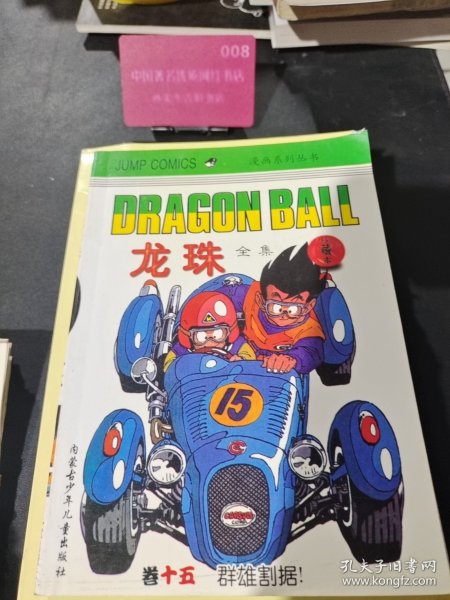 008
JUMP COMICS
漫画系列丛书
DRAGON BALL
龙珠 全集
15
内蒙古少年儿童出版社
卷十五 群雄割据!
孔夫子旧书网
www.kongfz.com